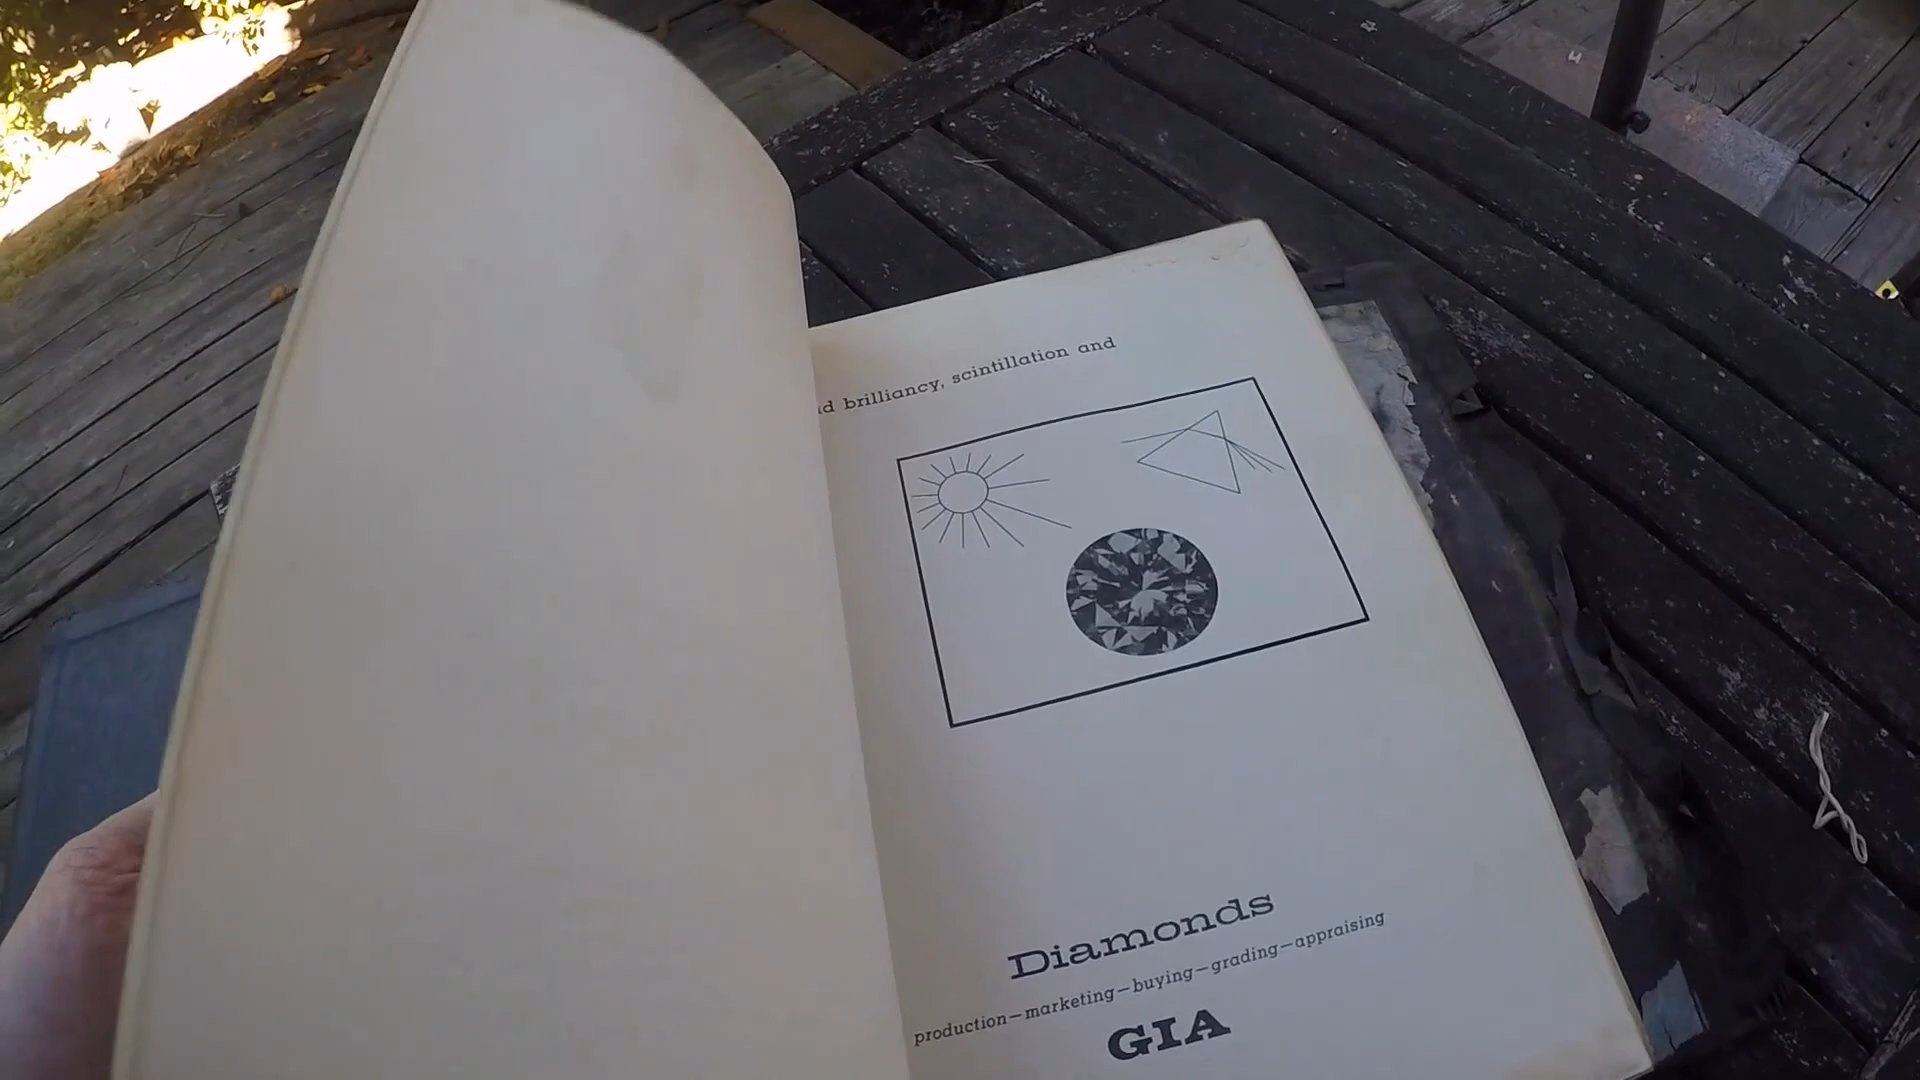 brilliancy, scintillation and
Diamonds
production—marketing—buying—grading—appraising
GIA